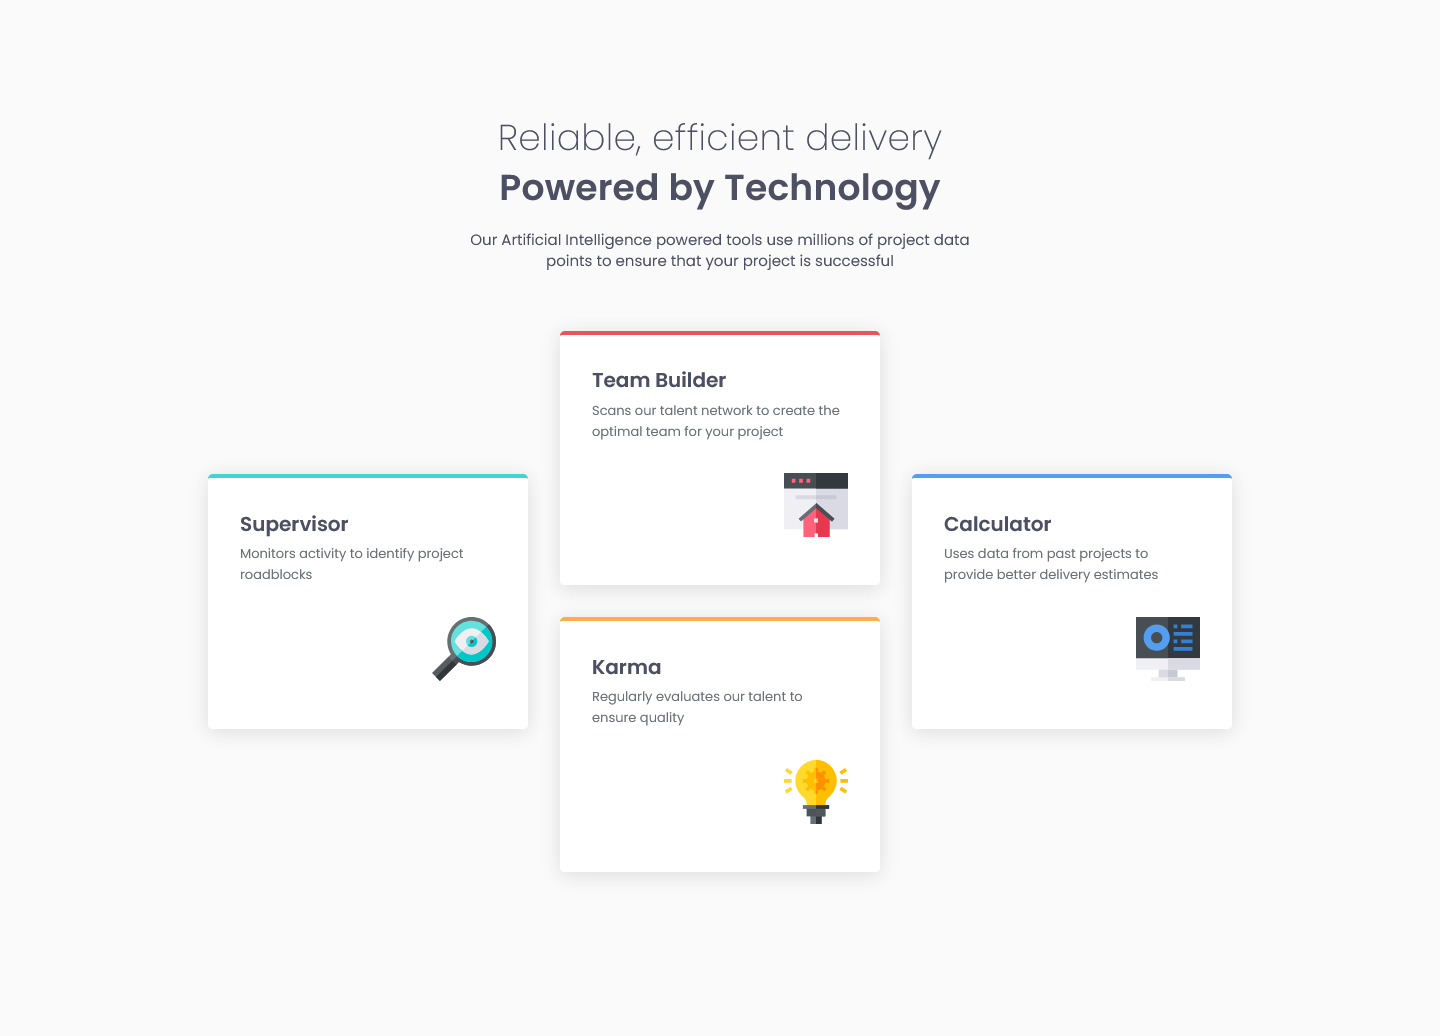 Reliable, efficient delivery
Powered by Technology
Our Artificial Intelligence powered tools use millions of project data
points to ensure that your project is successful
Supervisor
Monitors activity to identify project
roadblocks
Team Builder
Scans our talent network to create the
optimal team for your project
Karma
Regularly evaluates our talent to
ensure quality
Calculator
Uses data from past projects to
provide better delivery estimates